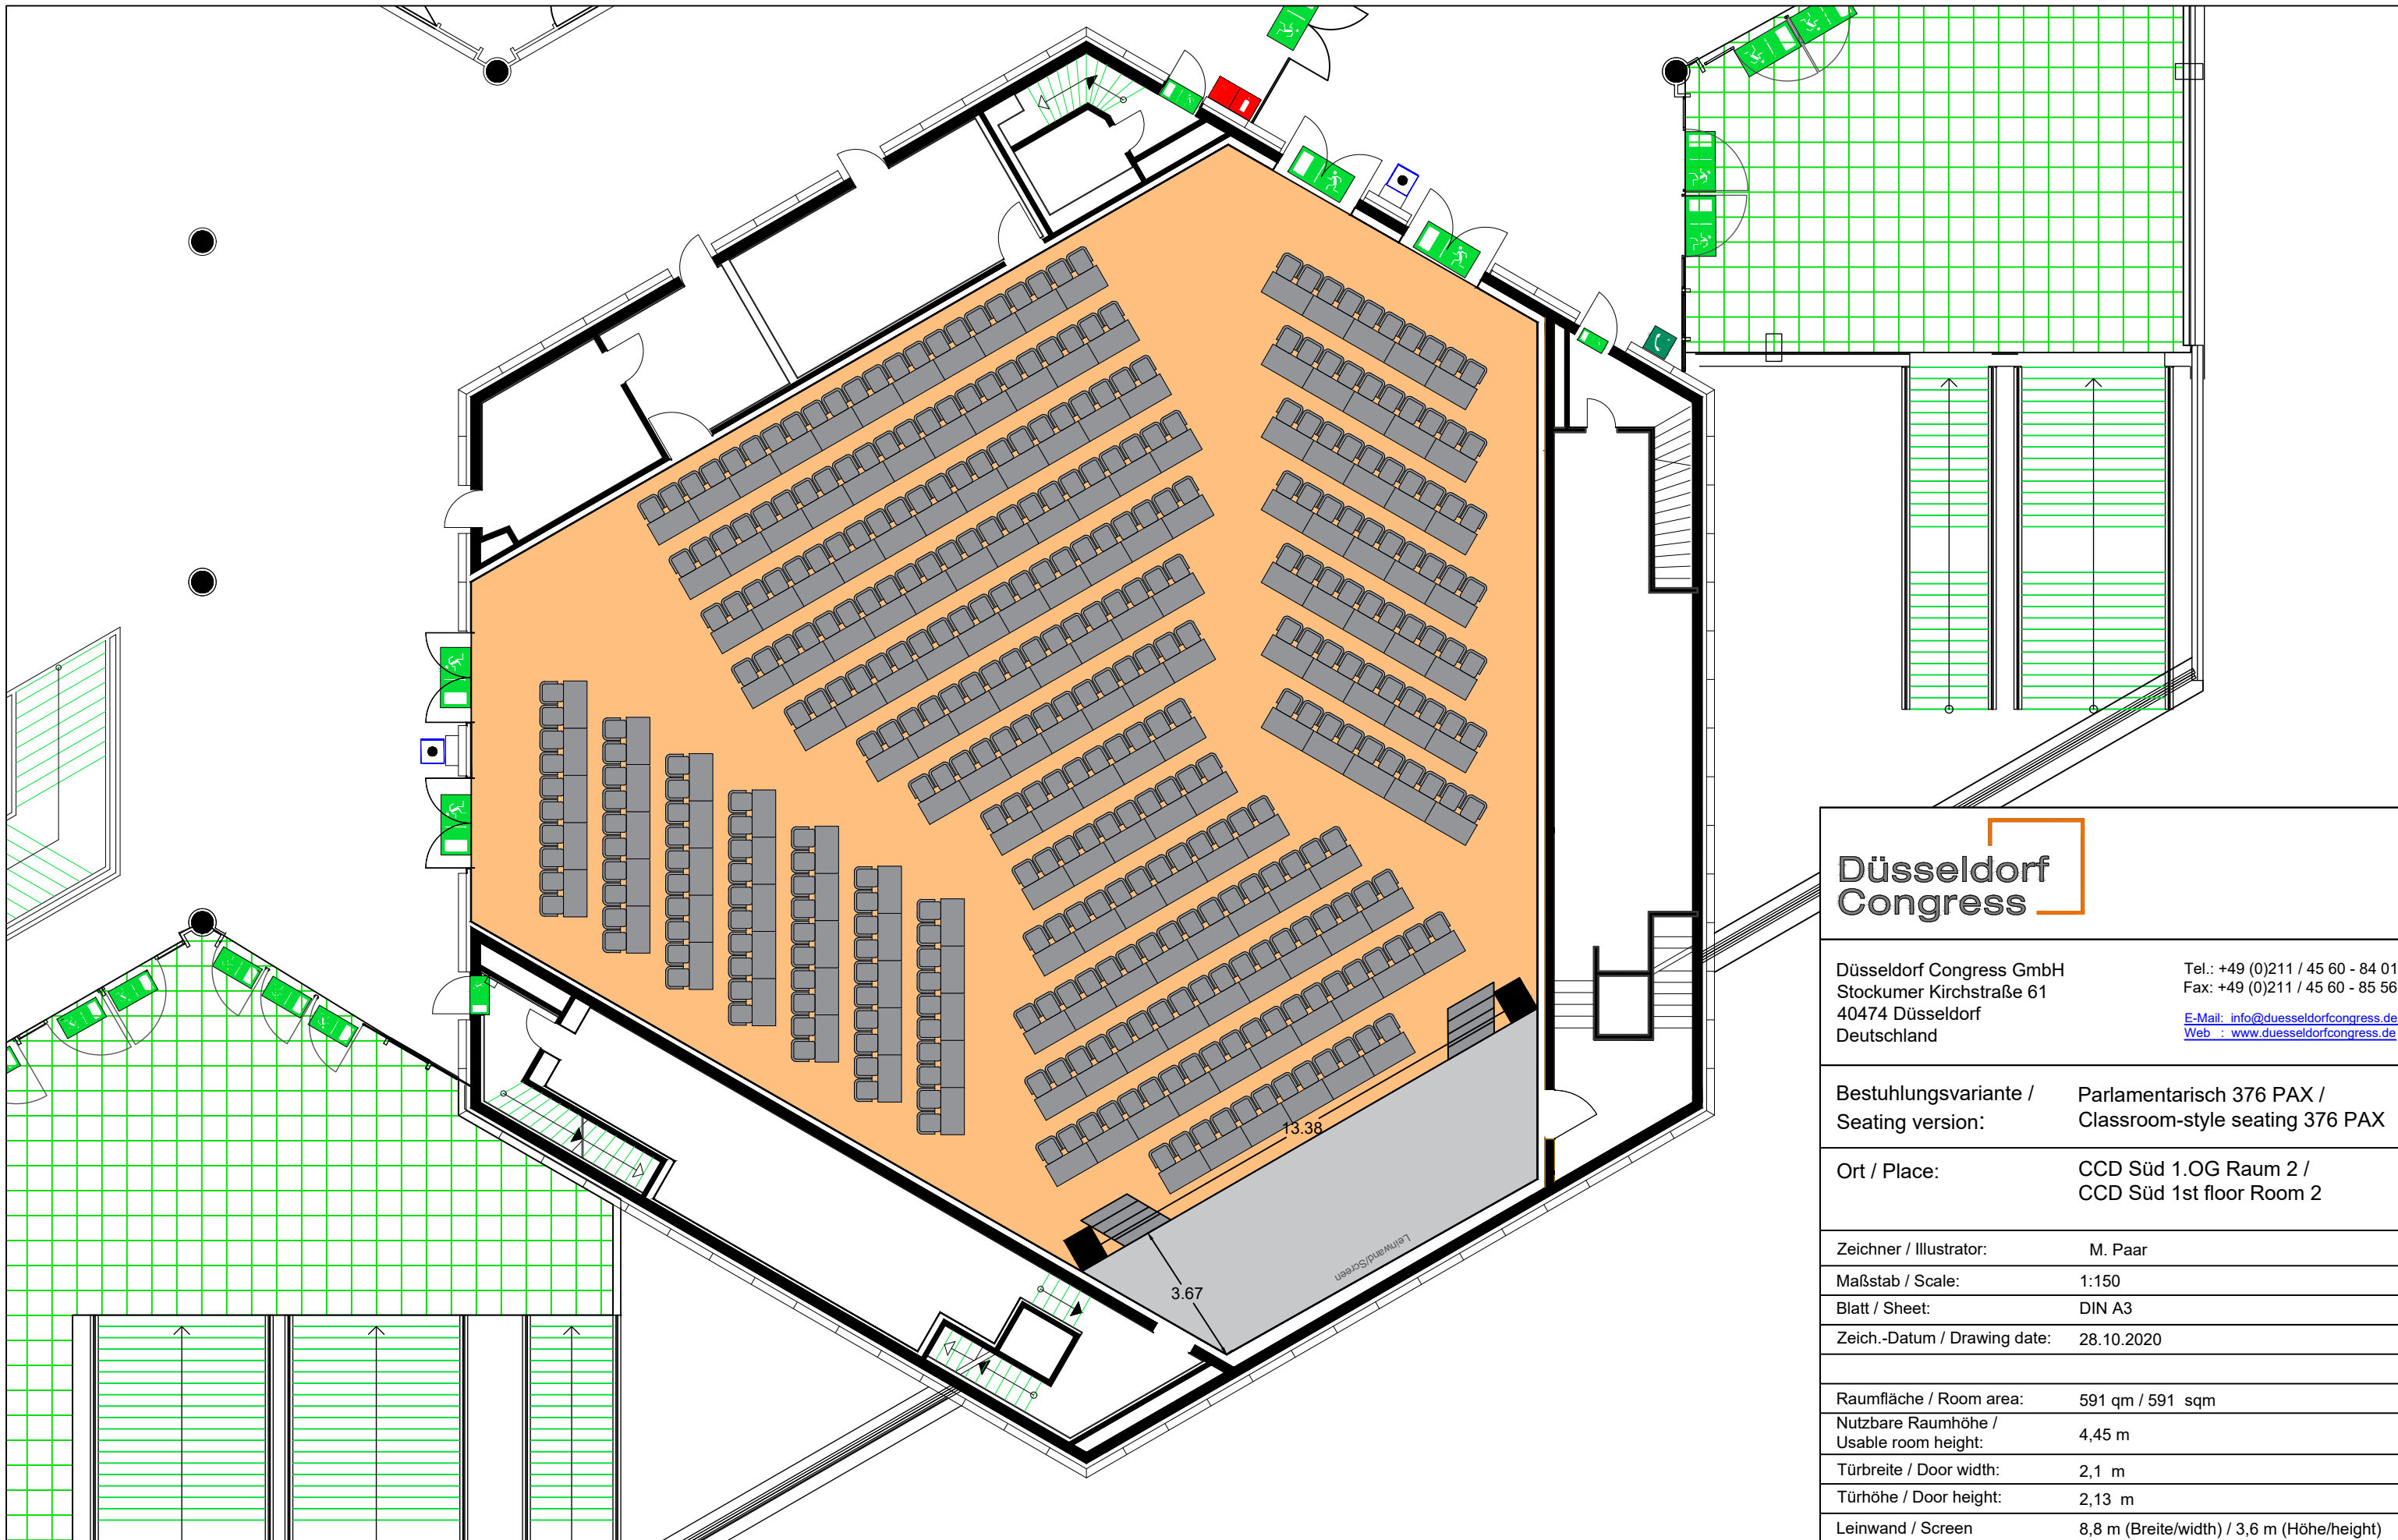 13.38
3.67
Leinwand/Screen
Düsseldorf
Congress
Düsseldorf Congress GmbH
Stockumer Kirchstraße 61
40474 Düsseldorf
Deutschland
Tel.: +49 (0)211 / 45 60 - 84 01
Fax: +49 (0)211 / 45 60 - 85 56
E-Mail: info@duesseldorfcongress.de
Web : www.duesseldorfcongress.de
Bestuhlungsvariante /
Seating version:
Parlamentarisch 376 PAX /
Classroom-style seating 376 PAX
Ort / Place:
CCD Süd 1.OG Raum 2 /
CCD Süd 1st floor Room 2
Zeichner / Illustrator: M. Paar
Maßstab / Scale: 1:150
Blatt / Sheet: DIN A3
Zeich.-Datum / Drawing date: 28.10.2020
Raumfläche / Room area: 591 qm / 591 sqm
Nutzbare Raumhöhe /
Usable room height: 4,45 m
Türbreite / Door width: 2,1 m
Türhöhe / Door height: 2,13 m
Leinwand / Screen 8,8 m (Breite/width) / 3,6 m (Höhe/height)